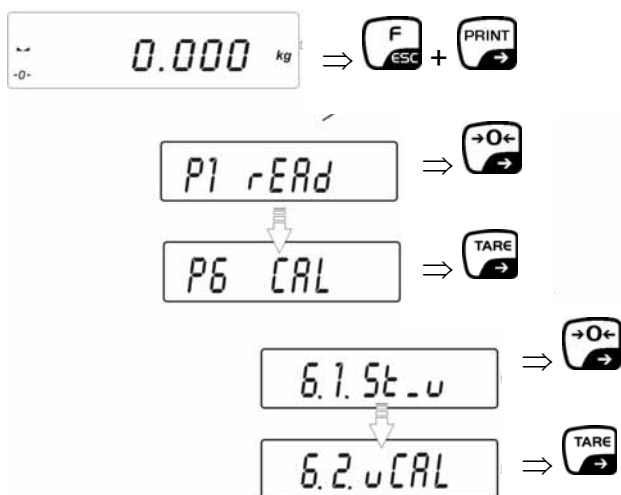 -0- 0.000 kg ⇒ F ESC + PRINT
P1 rEAd ⇒ →0←
P6 CAL ⇒ TARE
6.1.St_u ⇒ →0←
6.2.uCAL ⇒ TARE